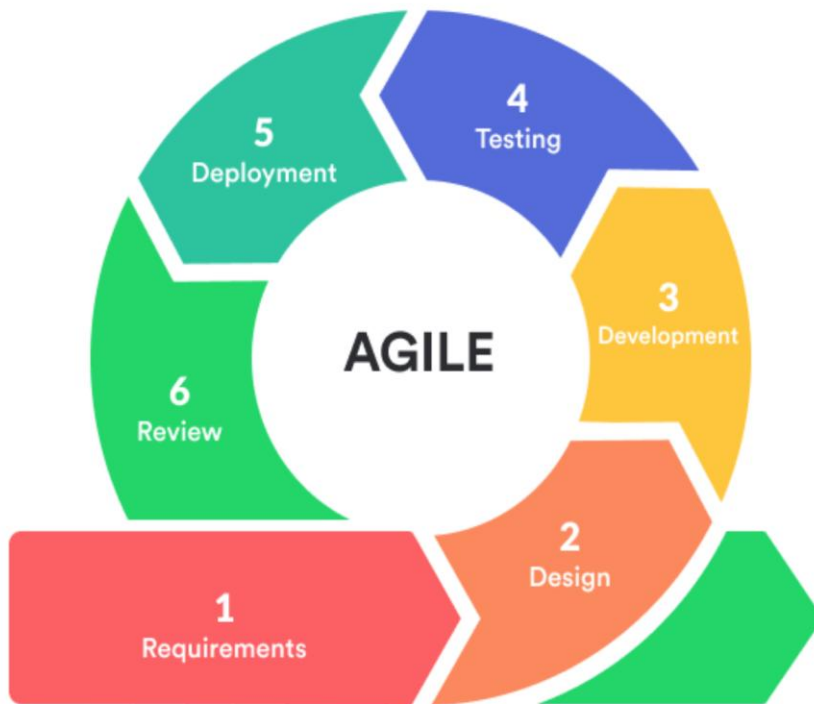 AGILE
1
Requirements
2
Design
3
Development
4
Testing
5
Deployment
6
Review